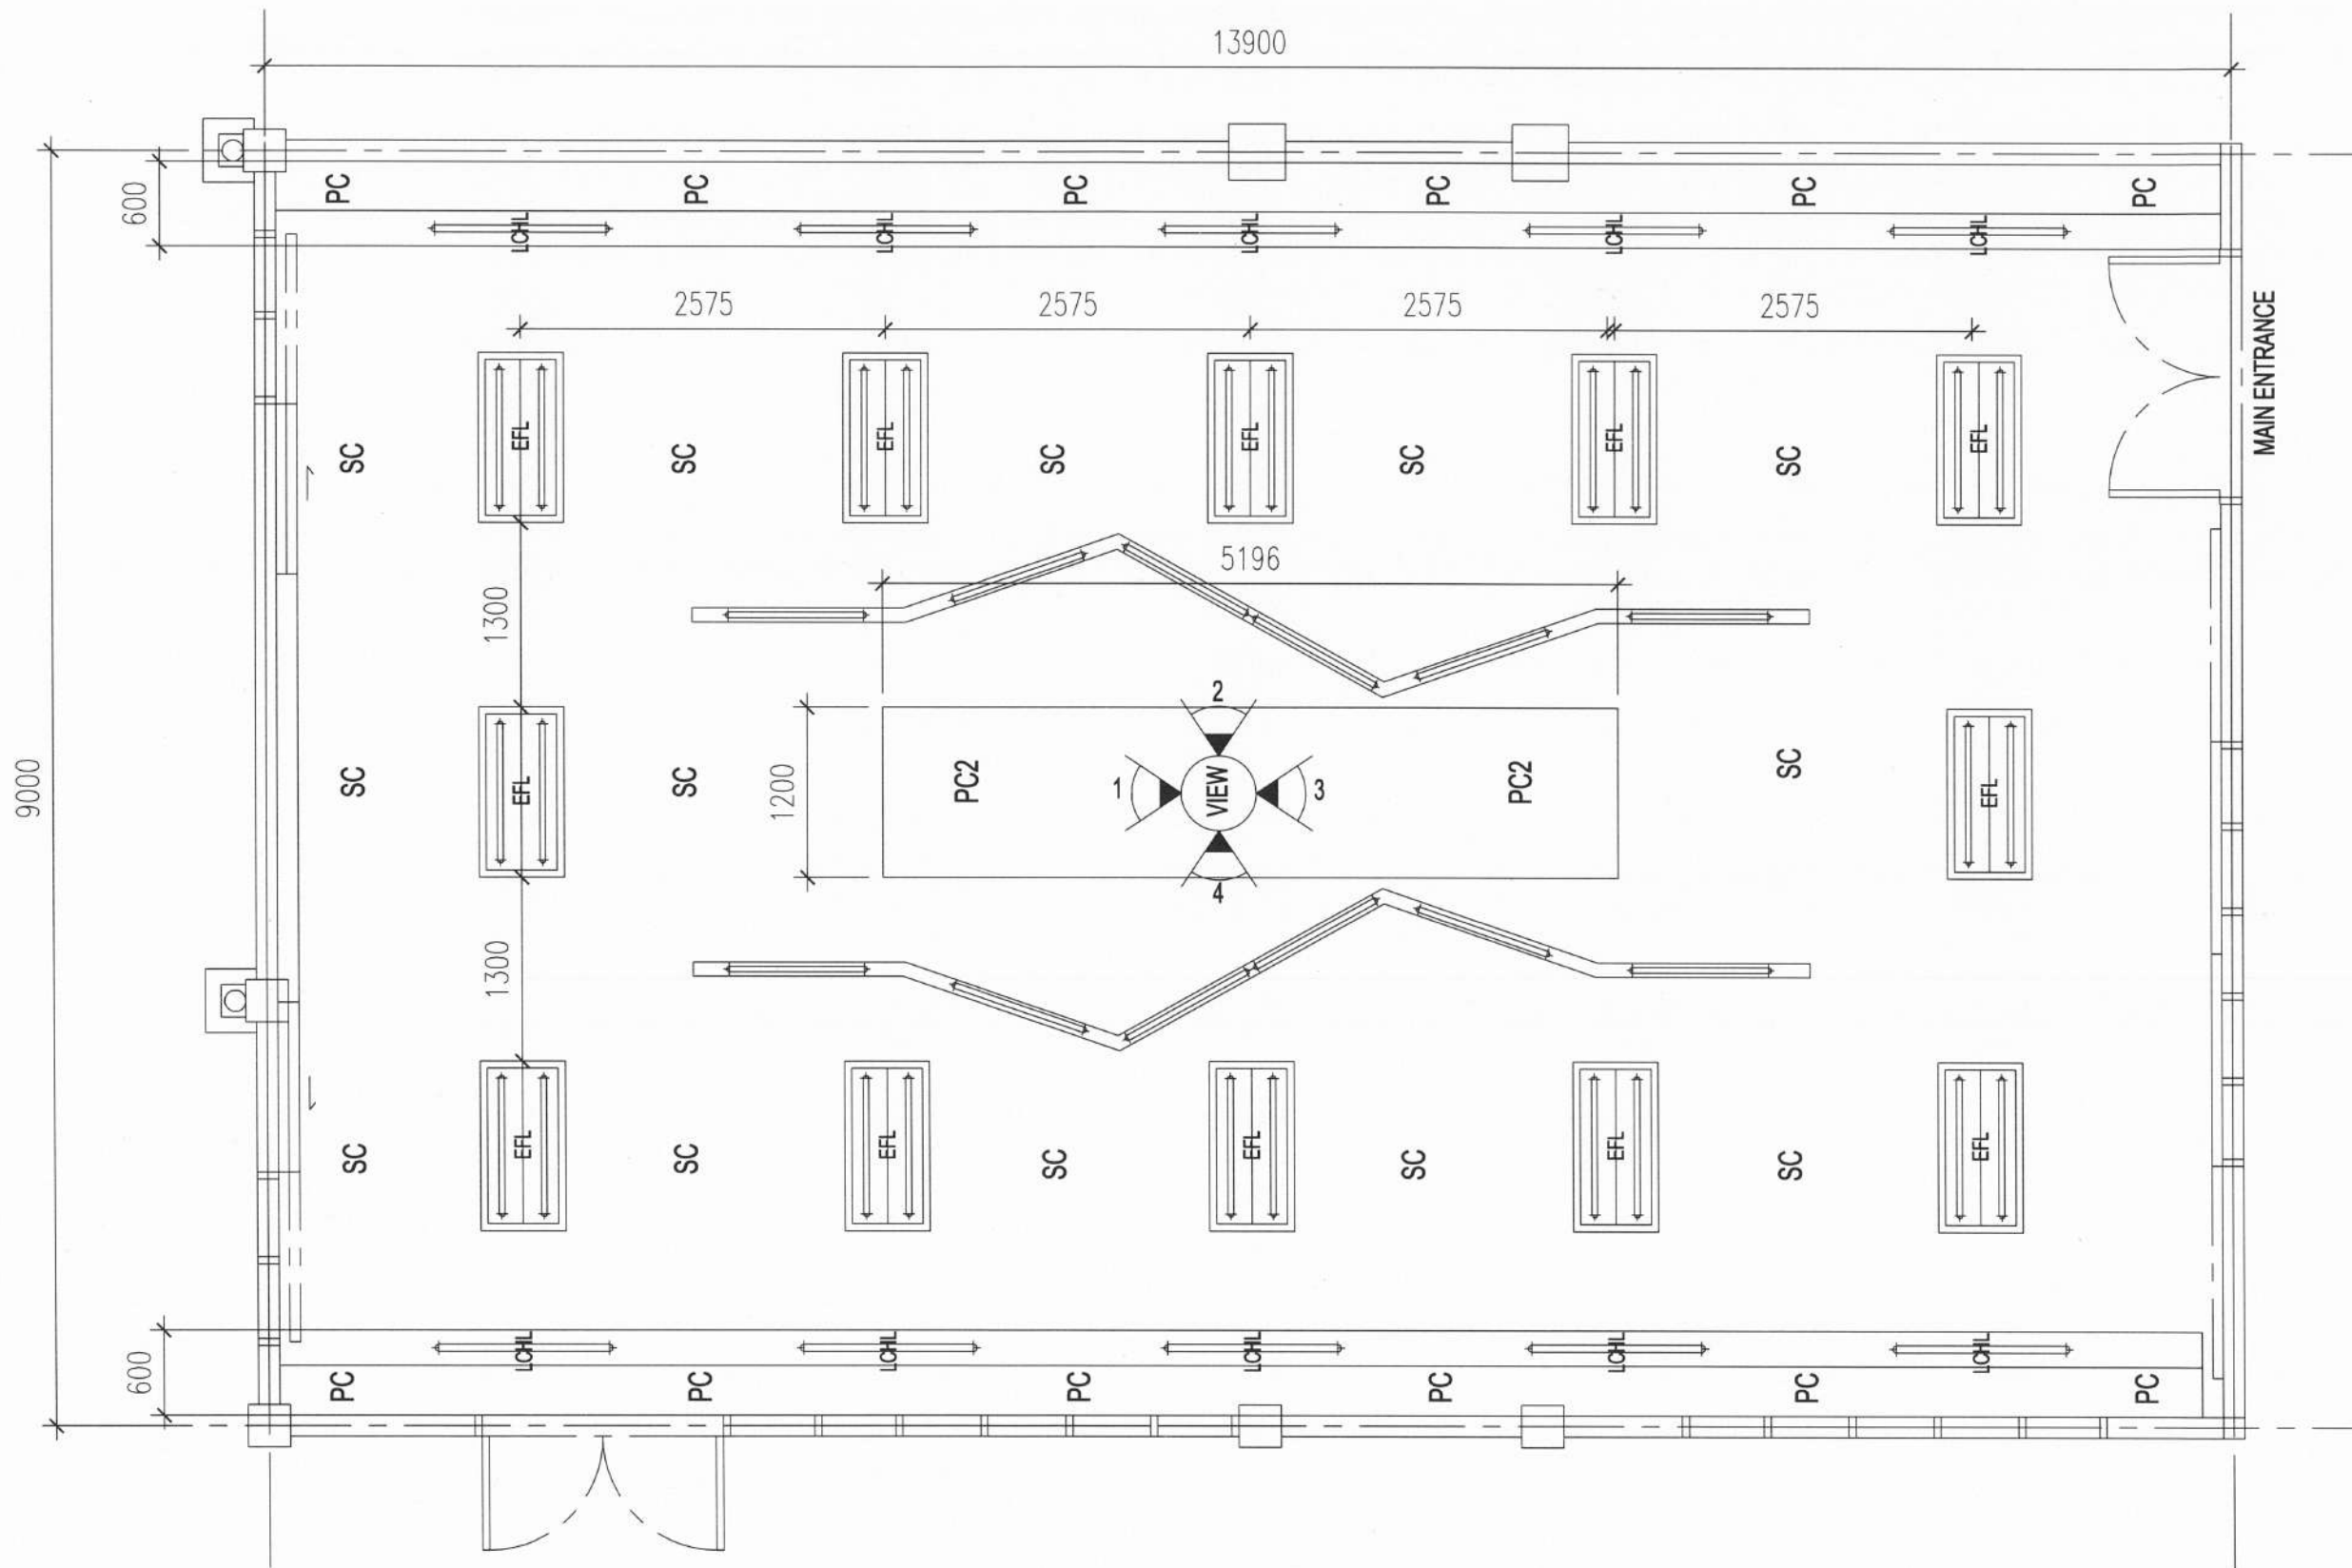 13900
600
PC
PC
PC
PC
PC
PC
LCHL
LCHL
LCHL
LCHL
LCHL
2575
2575
2575
2575
MAIN ENTRANCE
EFL
EFL
EFL
EFL
EFL
SC
SC
SC
SC
SC
5196
1300
9000
SC
EFL
SC
1200
PC2
1
2
VIEW
3
4
PC2
SC
EFL
1300
SC
EFL
SC
EFL
SC
EFL
SC
EFL
SC
EFL
600
LCHL
LCHL
LCHL
LCHL
LCHL
PC
PC
PC
PC
PC
PC